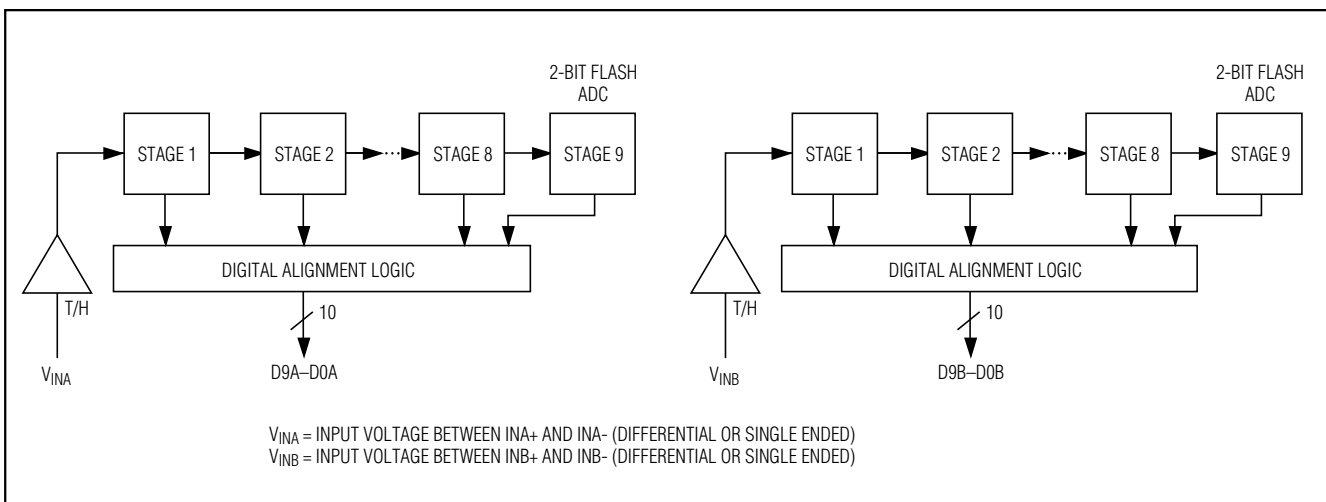 2-BIT FLASH
ADC
STAGE 1
STAGE 2
STAGE 8
STAGE 9
DIGITAL ALIGNMENT LOGIC
T/H
10
VINA
D9A–D0A
2-BIT FLASH
ADC
STAGE 1
STAGE 2
STAGE 8
STAGE 9
DIGITAL ALIGNMENT LOGIC
T/H
10
VINB
D9B–D0B
VINA = INPUT VOLTAGE BETWEEN INA+ AND INA- (DIFFERENTIAL OR SINGLE ENDED)
VINB = INPUT VOLTAGE BETWEEN INB+ AND INB- (DIFFERENTIAL OR SINGLE ENDED)